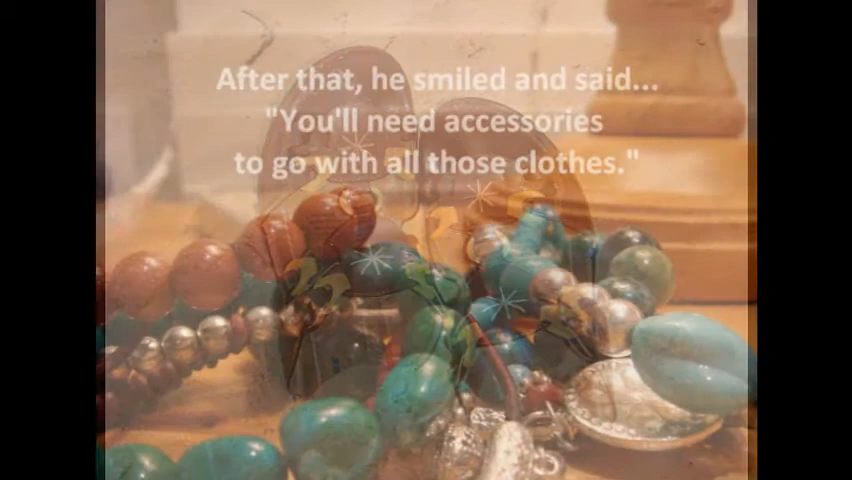 After that, he smiled and said...
"You'll need accessories
to go with all those clothes."